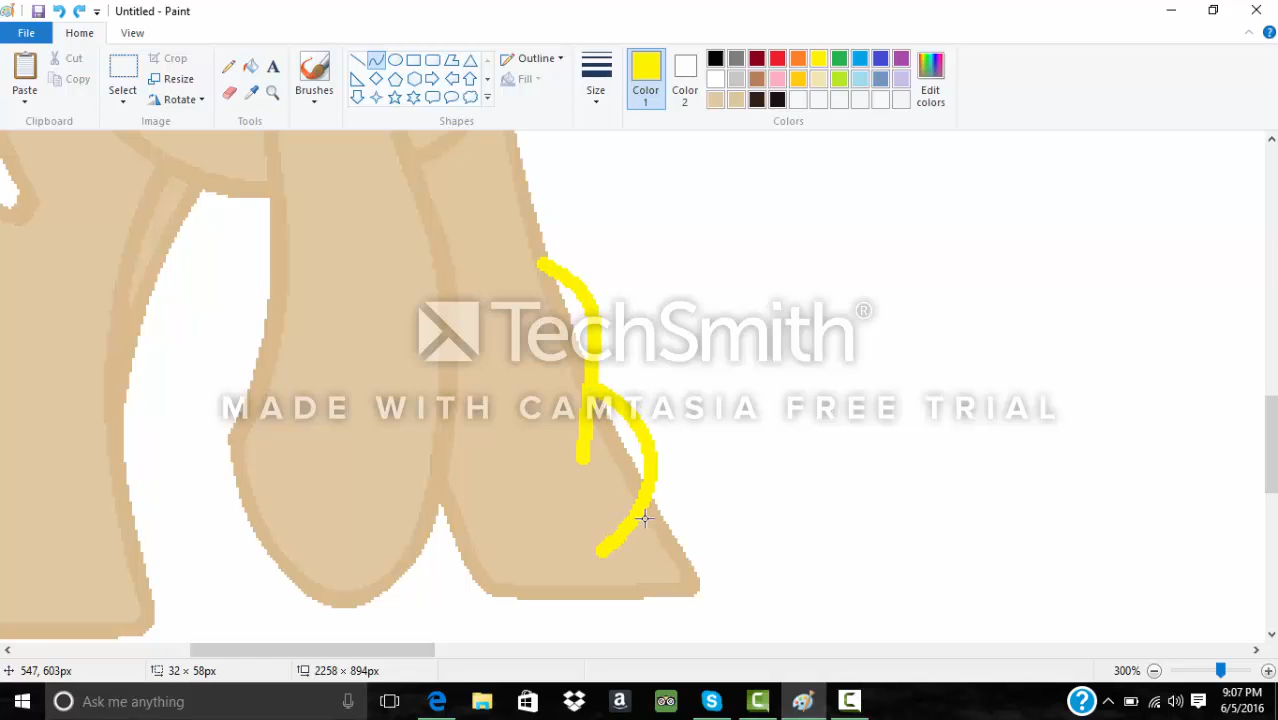 Untitled - Paint
File Home View
Paste
Cut
Copy
Clipboard
Select
Crop
Resize
Rotate
Image
A
Tools
Brushes
Outline
Fill
Shapes
Size
Color 1
Color 2
Edit colors
Colors
TechSmith®
MADE WITH CAMTASIA FREE TRIAL
547, 603px
32 × 58px
2258 × 894px
300%
Ask me anything
9:07 PM
6/5/2016